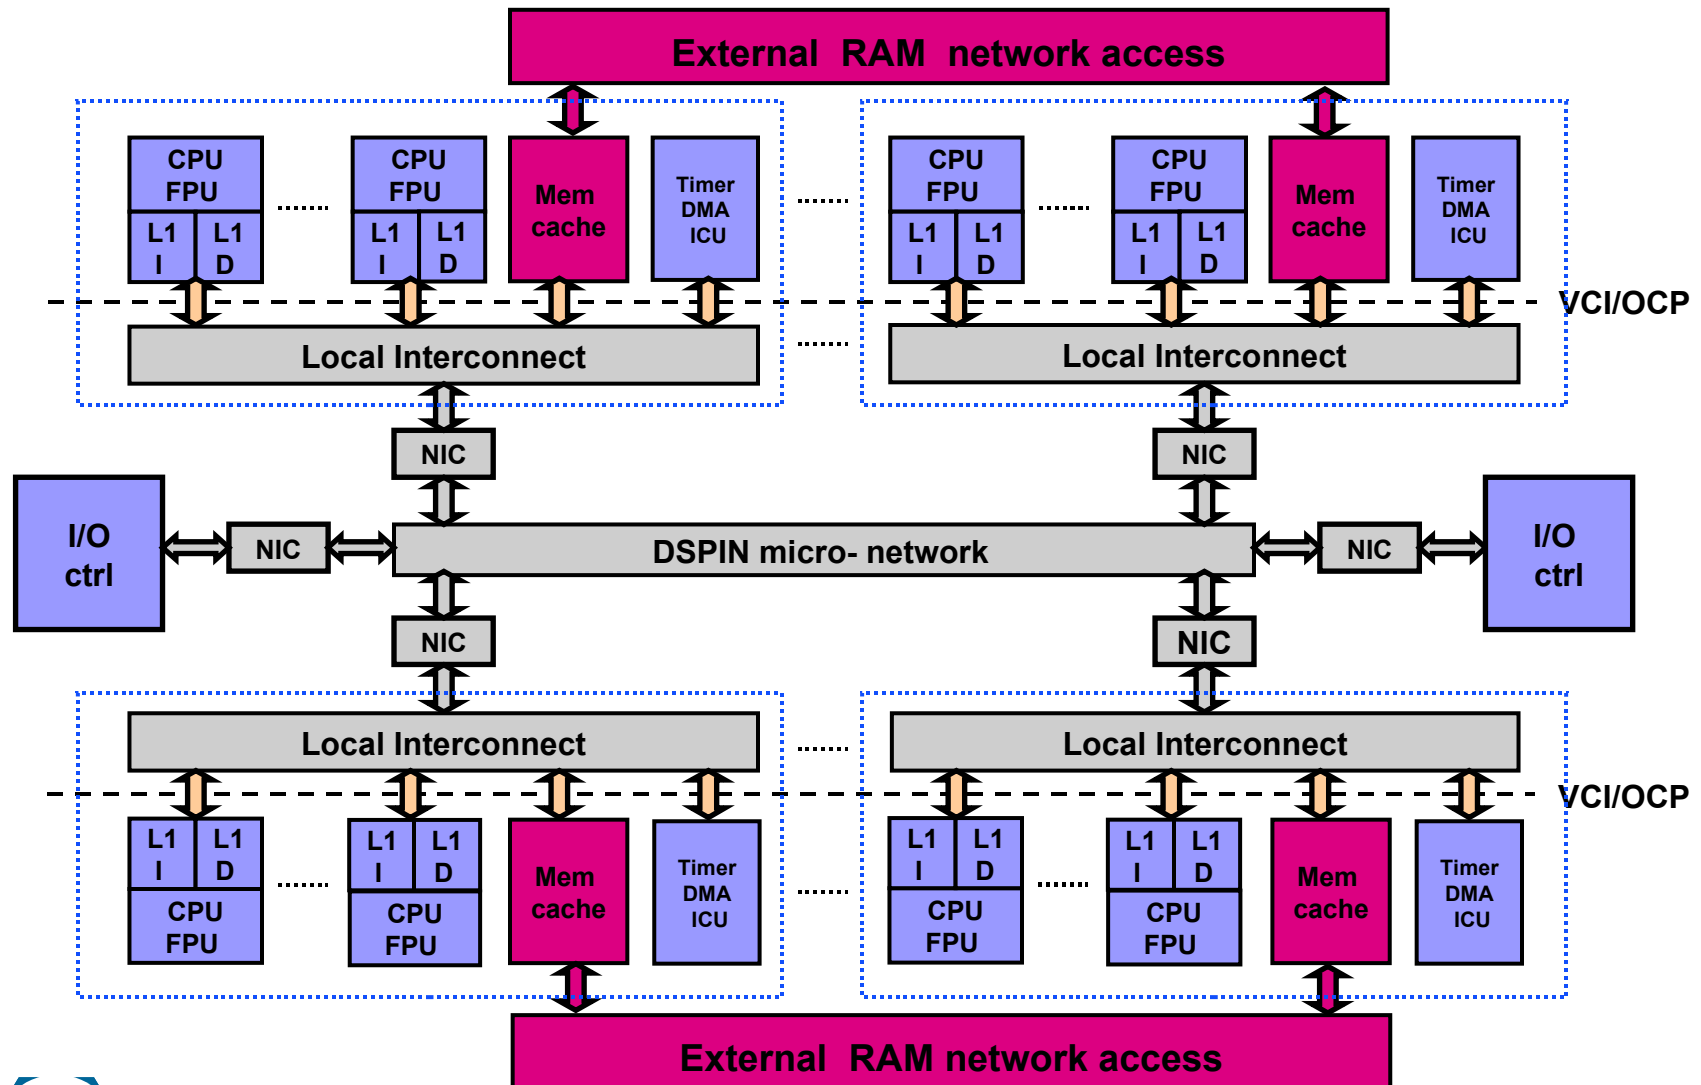 External RAM network access
CPU
FPU
L1
I
L1
D
CPU
FPU
L1
I
L1
D
Mem
cache
Timer
DMA
ICU
CPU
FPU
L1
I
L1
D
CPU
FPU
L1
I
L1
D
Mem
cache
Timer
DMA
ICU
VCI/OCP
Local Interconnect
Local Interconnect
NIC
NIC
I/O
ctrl
NIC
DSPIN micro- network
NIC
I/O
ctrl
NIC
NIC
Local Interconnect
Local Interconnect
VCI/OCP
L1
I
L1
D
CPU
FPU
L1
I
L1
D
CPU
FPU
Mem
cache
Timer
DMA
ICU
L1
I
L1
D
CPU
FPU
L1
I
L1
D
CPU
FPU
Mem
cache
Timer
DMA
ICU
External RAM network access